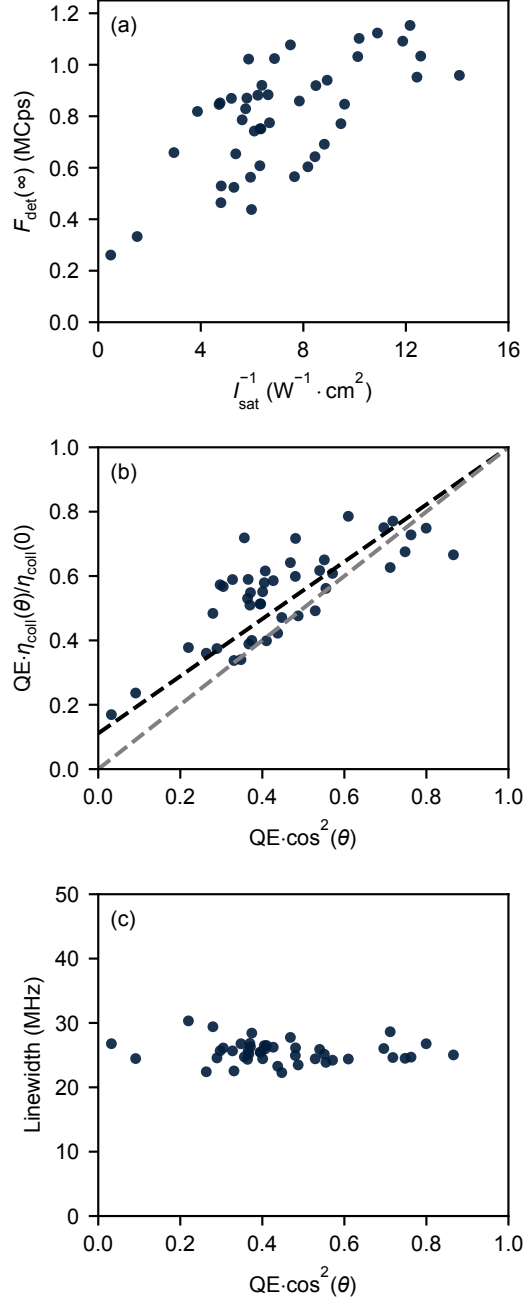 (a)
1.2
1.0
0.8
0.6
0.4
0.2
0.0
F_det(∞) (MCps)
0 4 8 12 16
I_sat^−1 (W^−1 · cm^2)
(b)
1.0
0.8
0.6
0.4
0.2
0.0
QE·η_coll(θ)/η_coll(0)
0.0 0.2 0.4 0.6 0.8 1.0
QE·cos^2(θ)
(c)
50
40
30
20
10
0
Linewidth (MHz)
0.0 0.2 0.4 0.6 0.8 1.0
QE·cos^2(θ)